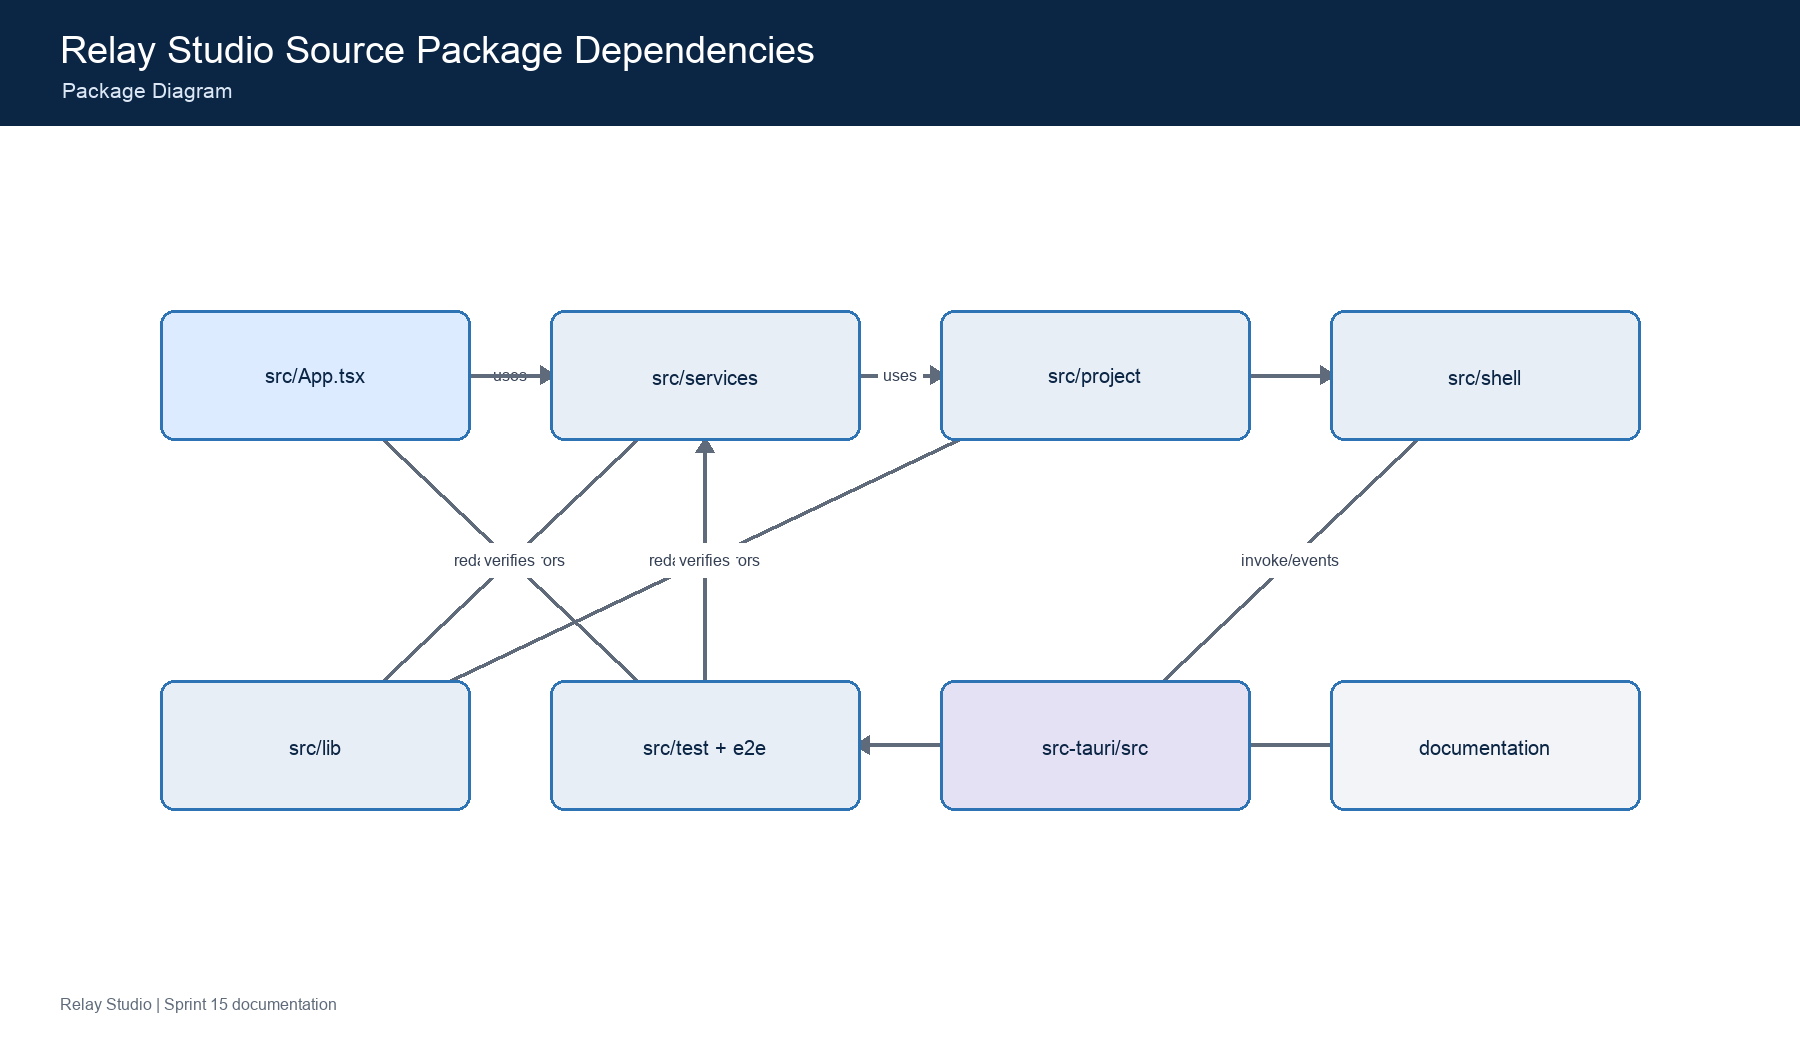 Relay Studio Source Package Dependencies
Package Diagram
src/App.tsx
uses
src/services
uses
src/project
src/shell
verifies
verifies
invoke/events
src/lib
src/test + e2e
src-tauri/src
documentation
Relay Studio | Sprint 15 documentation